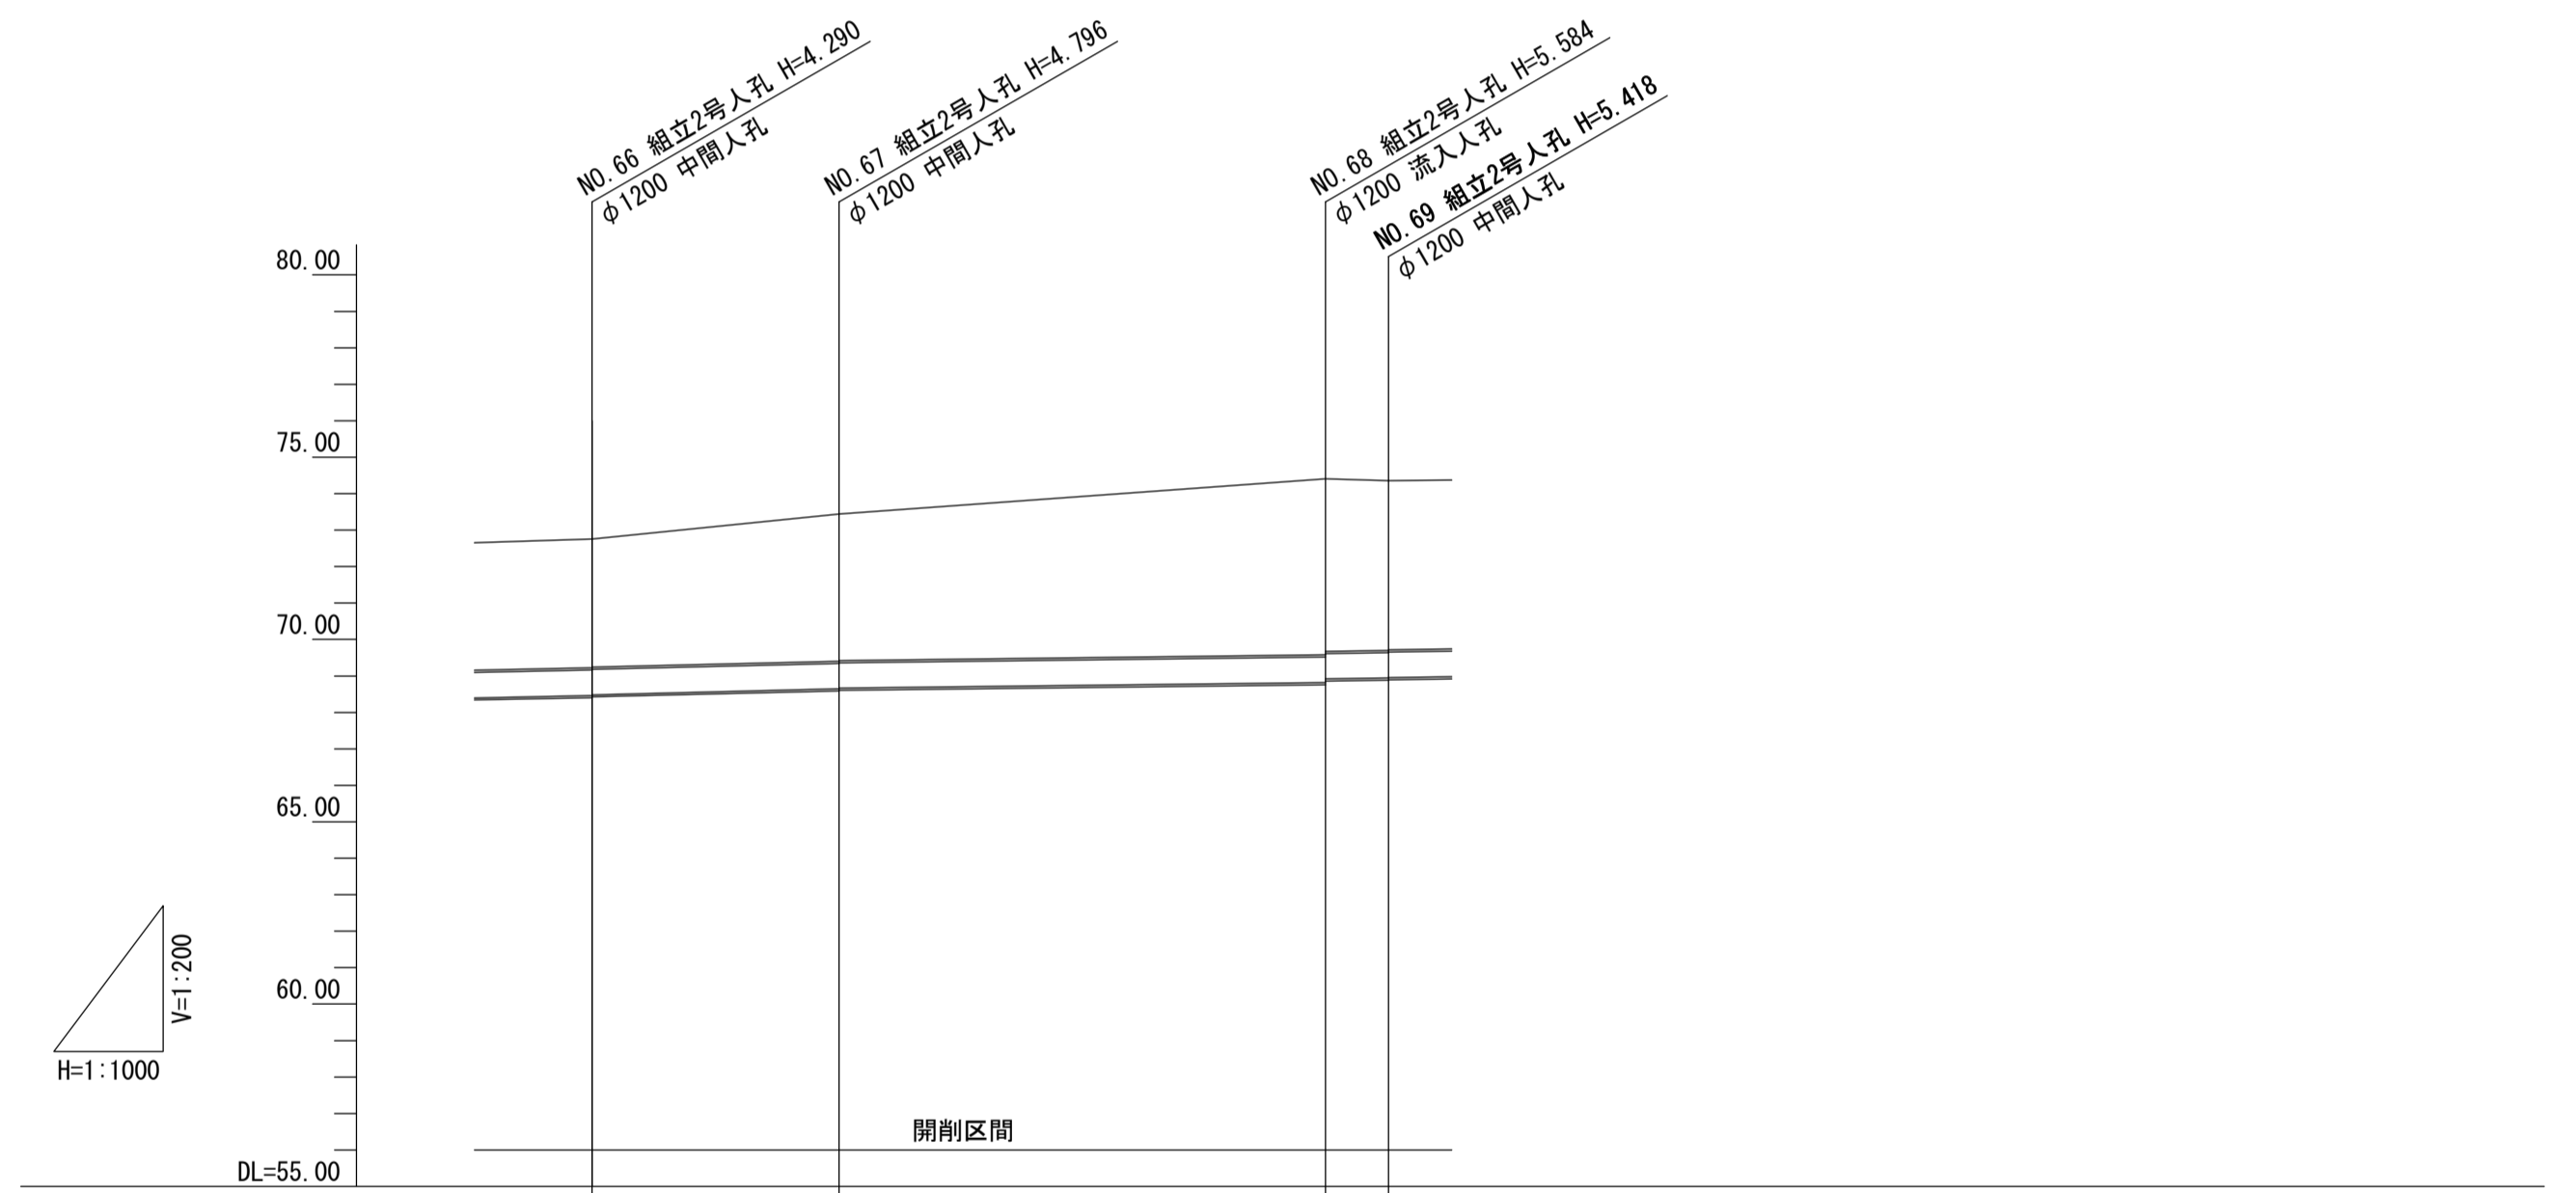 NO.66 組立2号人孔 H=4.290
φ1200 中間人孔
NO.67 組立2号人孔 H=4.796
φ1200 中間人孔
NO.68 組立2号人孔 H=5.584
φ1200 流入人孔
NO.69 組立2号人孔 H=5.418
φ1200 中間人孔
80.00
75.00
70.00
65.00
60.00
DL=55.00
V=1:200
H=1:1000
開削区間